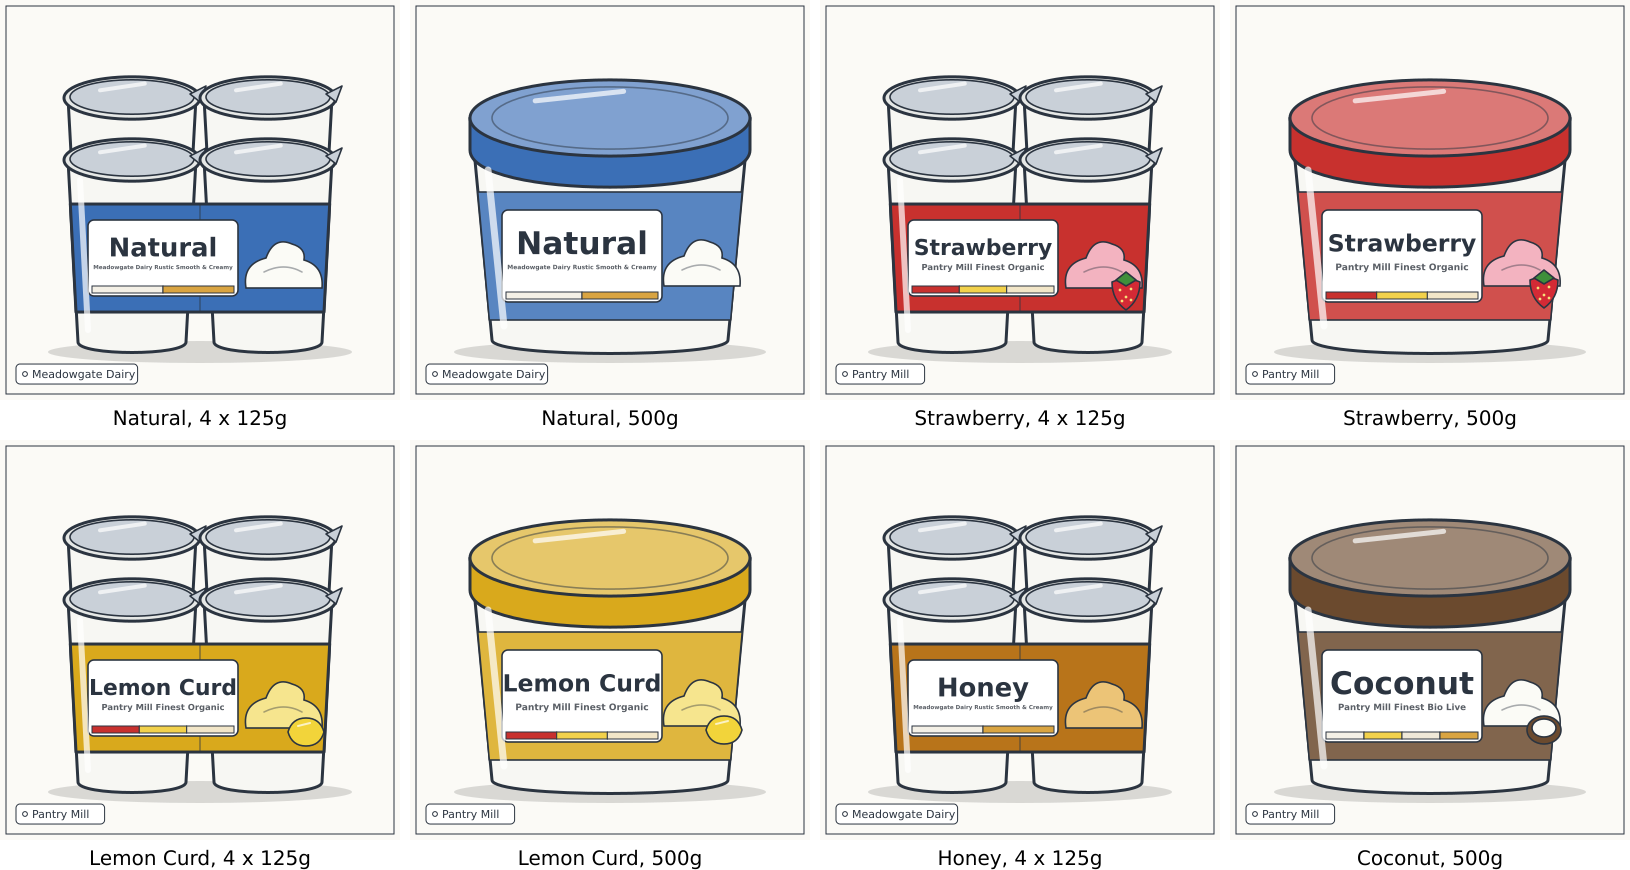 Natural
Meadowgate Dairy Rustic Smooth & Creamy
Meadowgate Dairy
Natural, 4 x 125g
Natural
Meadowgate Dairy Rustic Smooth & Creamy
Meadowgate Dairy
Natural, 500g
Strawberry
Pantry Mill Finest Organic
Pantry Mill
Strawberry, 4 x 125g
Strawberry
Pantry Mill Finest Organic
Pantry Mill
Strawberry, 500g
Lemon Curd
Pantry Mill Finest Organic
Pantry Mill
Lemon Curd, 4 x 125g
Lemon Curd
Pantry Mill Finest Organic
Pantry Mill
Lemon Curd, 500g
Honey
Meadowgate Dairy Rustic Smooth & Creamy
Meadowgate Dairy
Honey, 4 x 125g
Coconut
Pantry Mill Finest Bio Live
Pantry Mill
Coconut, 500g